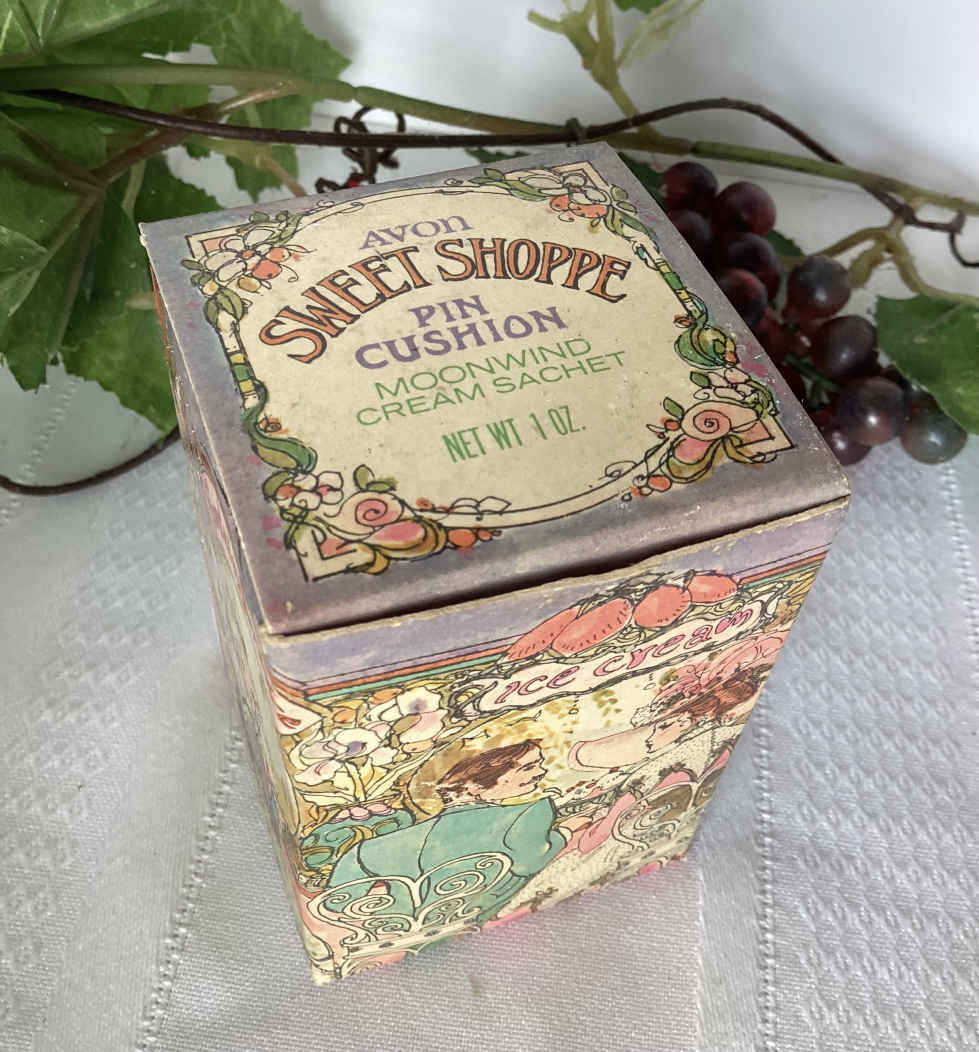 AVON
SWEET SHOPPE
PIN
CUSHION
MOONWIND
CREAM SACHET
NET WT 1 OZ.
ice cream